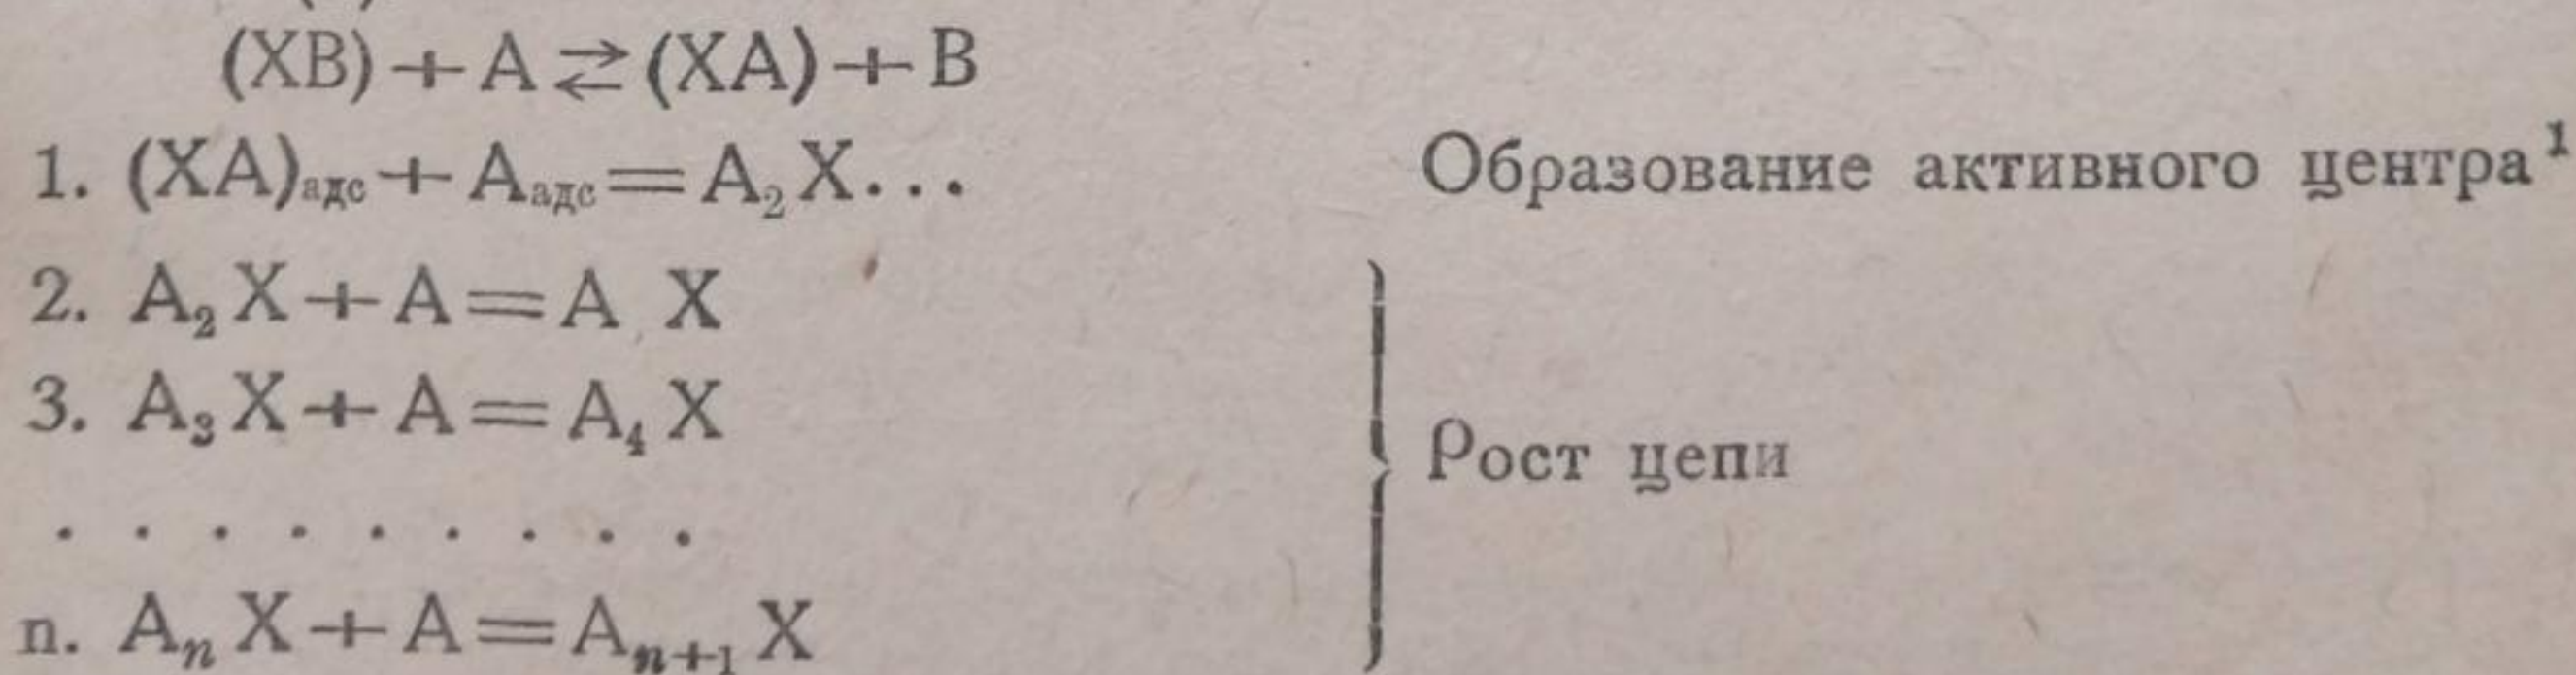 (XB) + A ⇄ (XA) + B
1. (XA)адс + Aадс = A₂X... Образование активного центра¹
2. A₂X + A = A X
3. A₃X + A = A₄X
. . . . . . . . .
Рост цепи
n. AₙX + A = Aₙ₊₁X